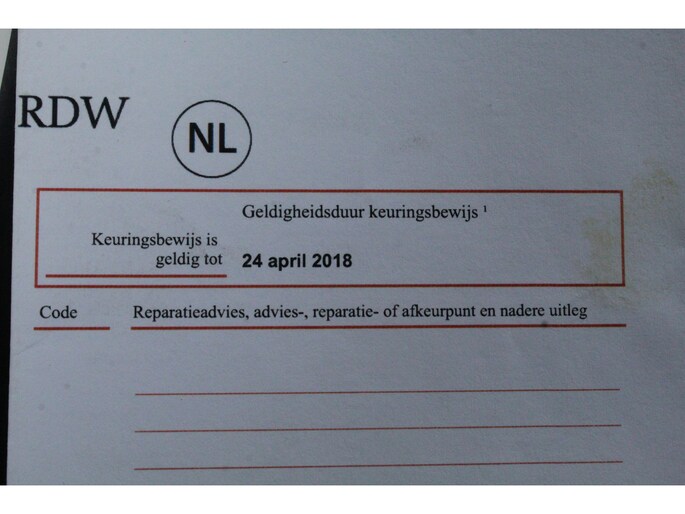 RDW
NL
Geldigheidsduur keuringsbewijs ¹
Keuringsbewijs is
geldig tot
24 april 2018
Code
Reparatieadvies, advies-, reparatie- of afkeurpunt en nadere uitleg